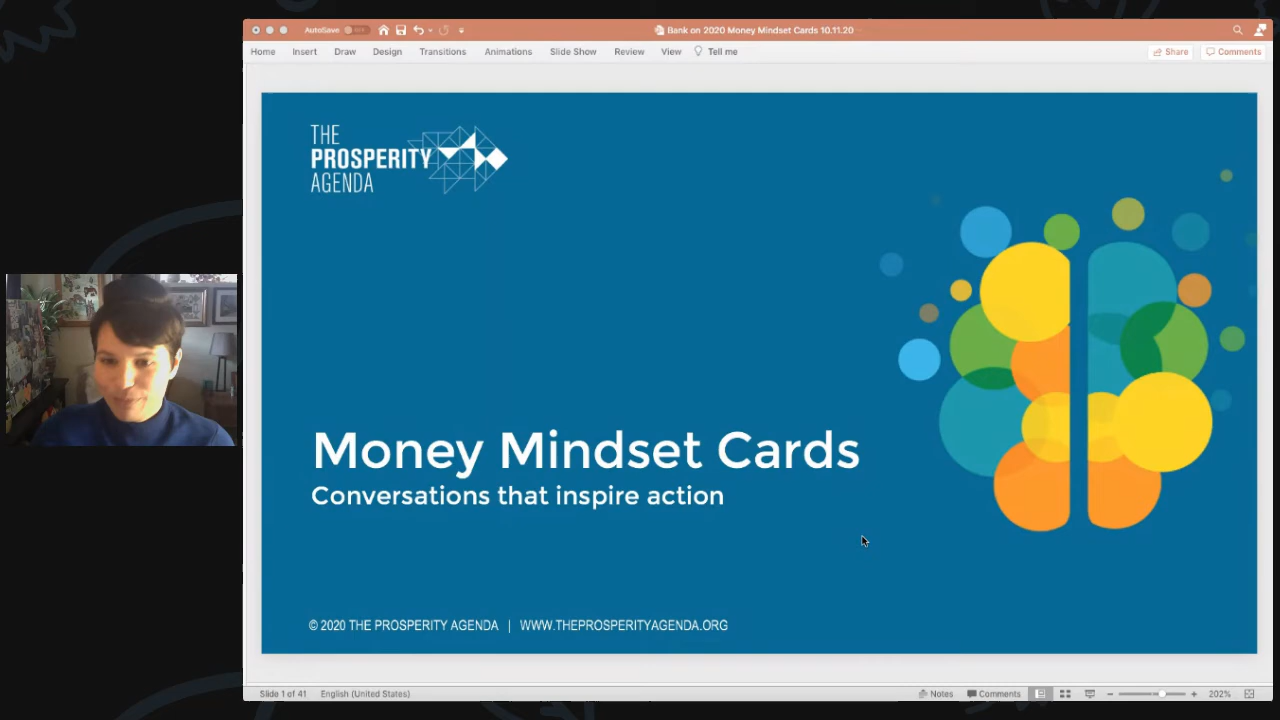 AutoSave
Bank on 2020 Money Mindset Cards 10.11.20
Home Insert Draw Design Transitions Animations Slide Show Review View Tell me Share Comments
THE
PROSPERITY
AGENDA
Money Mindset Cards
Conversations that inspire action
© 2020 THE PROSPERITY AGENDA | WWW.THEPROSPERITYAGENDA.ORG
Slide 1 of 41 English (United States) Notes Comments 202%